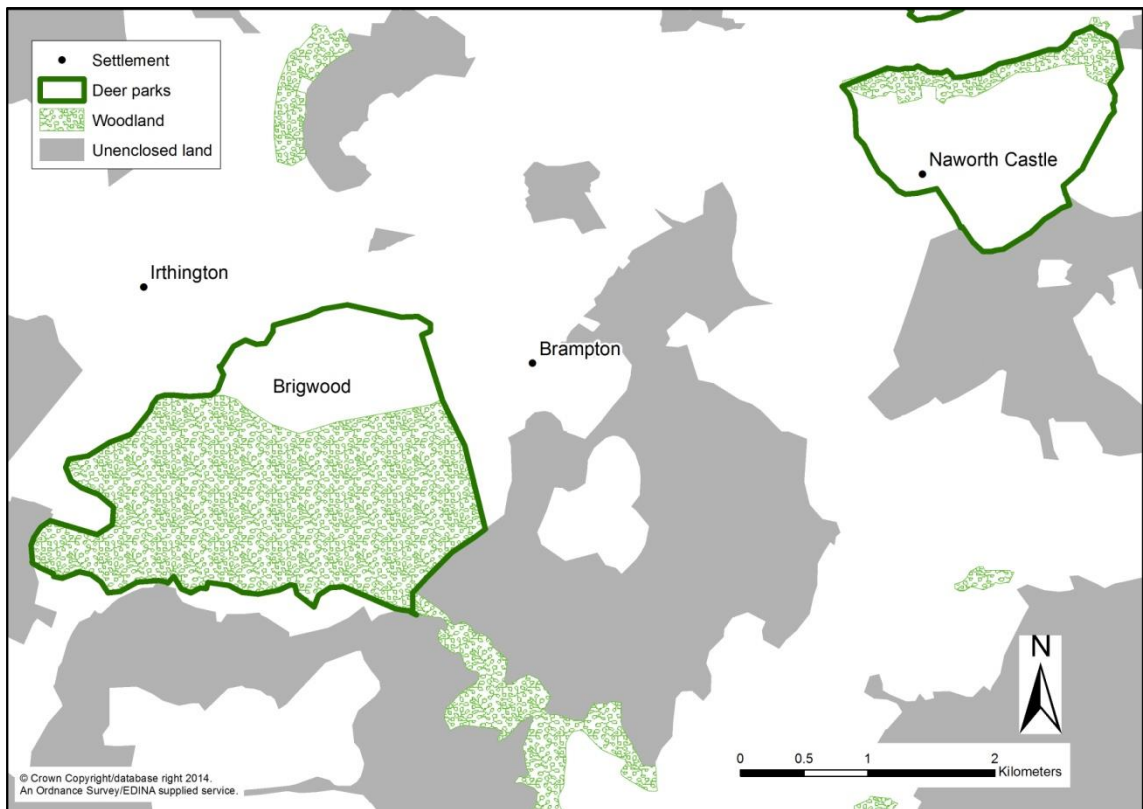 Settlement
Deer parks
Woodland
Unenclosed land
Naworth Castle
Irthington
Brampton
Brigwood
N
0 0.5 1 2
Kilometers
© Crown Copyright/database right 2014.
An Ordnance Survey/EDINA supplied service.